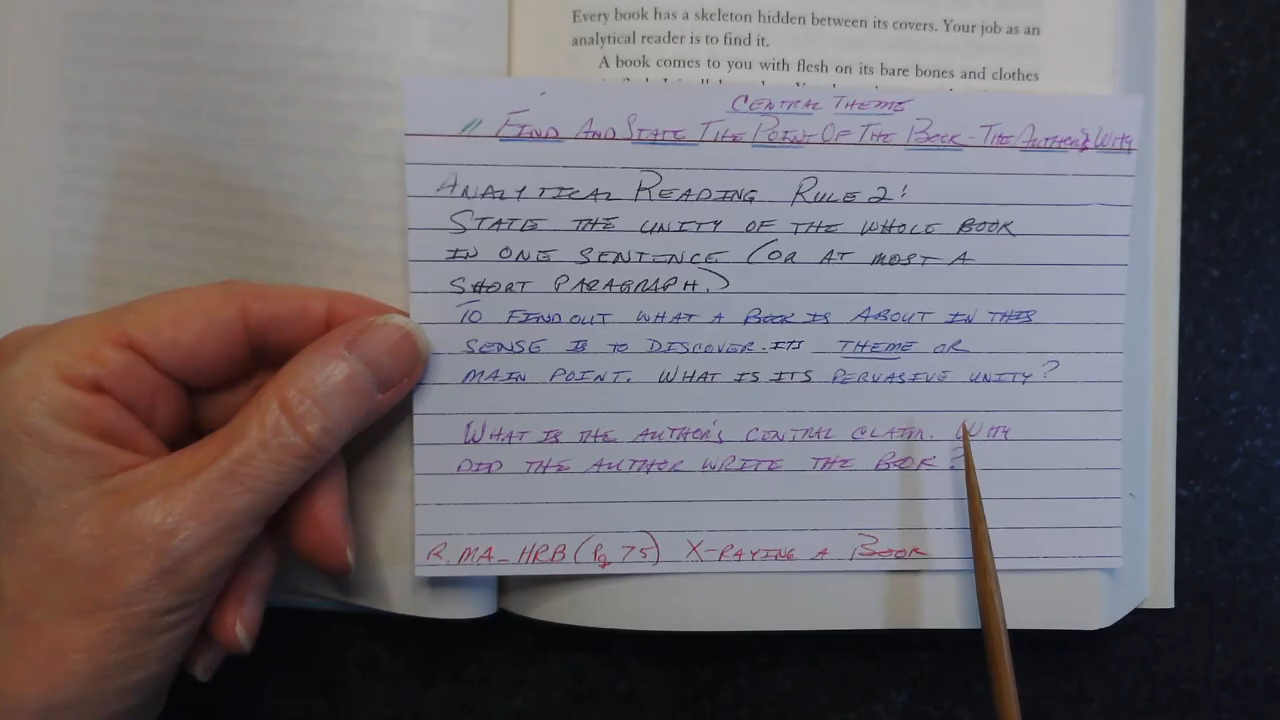 Every book has a skeleton hidden between its covers. Your job as an
analytical reader is to find it.
A book comes to you with flesh on its bare bones and clothes
CENTRAL THEME
FIND AND STATE THE POINT OF THE BOOK - THE AUTHOR'S WHY
ANALYTICAL READING RULE 2:
STATE THE UNITY OF THE WHOLE BOOK
IN ONE SENTENCE (OR AT MOST A
SHORT PARAGRAPH.)
TO FIND OUT WHAT A BOOK IS ABOUT IN THIS
SENSE IS TO DISCOVER ITS THEME OR
MAIN POINT. WHAT IS ITS PERVASIVE UNITY?
WHAT IS THE AUTHOR'S CENTRAL CLAIM. WHY
DID THE AUTHOR WRITE THE BOOK?
R. MA-HRB (Pg 75) X-RAYING A BOOK